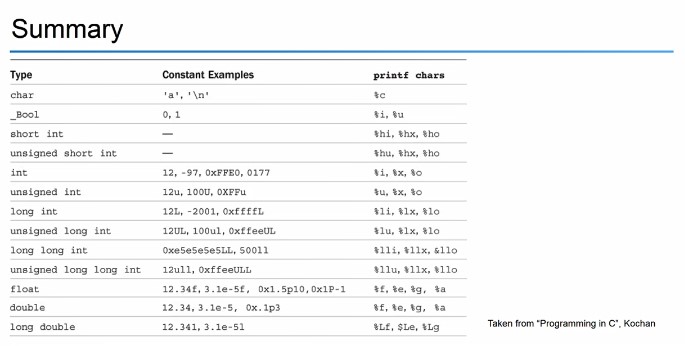 Summary
Type Constant Examples printf chars
char 'a', '\n' %c
_Bool 0, 1 %i, %u
short int — %hi, %hx, %ho
unsigned short int — %hu, %hx, %ho
int 12, -97, 0xFFE0, 0177 %i, %x, %o
unsigned int 12u, 100U, 0XFFu %u, %x, %o
long int 12L, -2001, 0xffffL %li, %lx, %lo
unsigned long int 12UL, 100ul, 0xffeeUL %lu, %lx, %lo
long long int 0xe5e5e5e5LL, 500ll %lli, %llx, &llo
unsigned long long int 12ull, 0xffeeULL %llu, %llx, %llo
float 12.34f, 3.1e-5f, 0x1.5p10, 0x1P-1 %f, %e, %g, %a
double 12.34, 3.1e-5, 0x.1p3 %f, %e, %g, %a
long double 12.34l, 3.1e-5l %Lf, $Le, %Lg
Taken from "Programming in C", Kochan